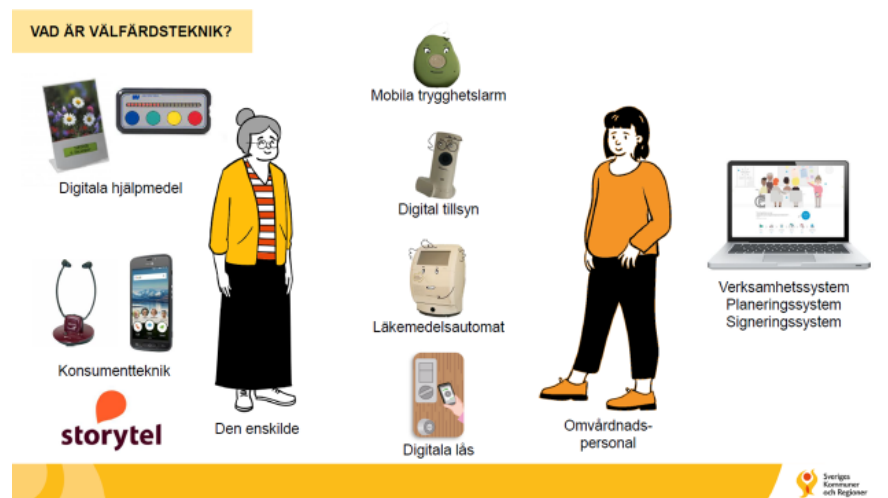 VAD ÄR VÄLFÄRDSTEKNIK?
Digitala hjälpmedel
Konsumentteknik
storytel
Den enskilde
Mobila trygghetslarm
Digital tillsyn
Läkemedelsautomat
Digitala lås
Omvårdnads-
personal
Verksamhetssystem
Planeringssystem
Signeringssystem
Sveriges
Kommuner
och Regioner